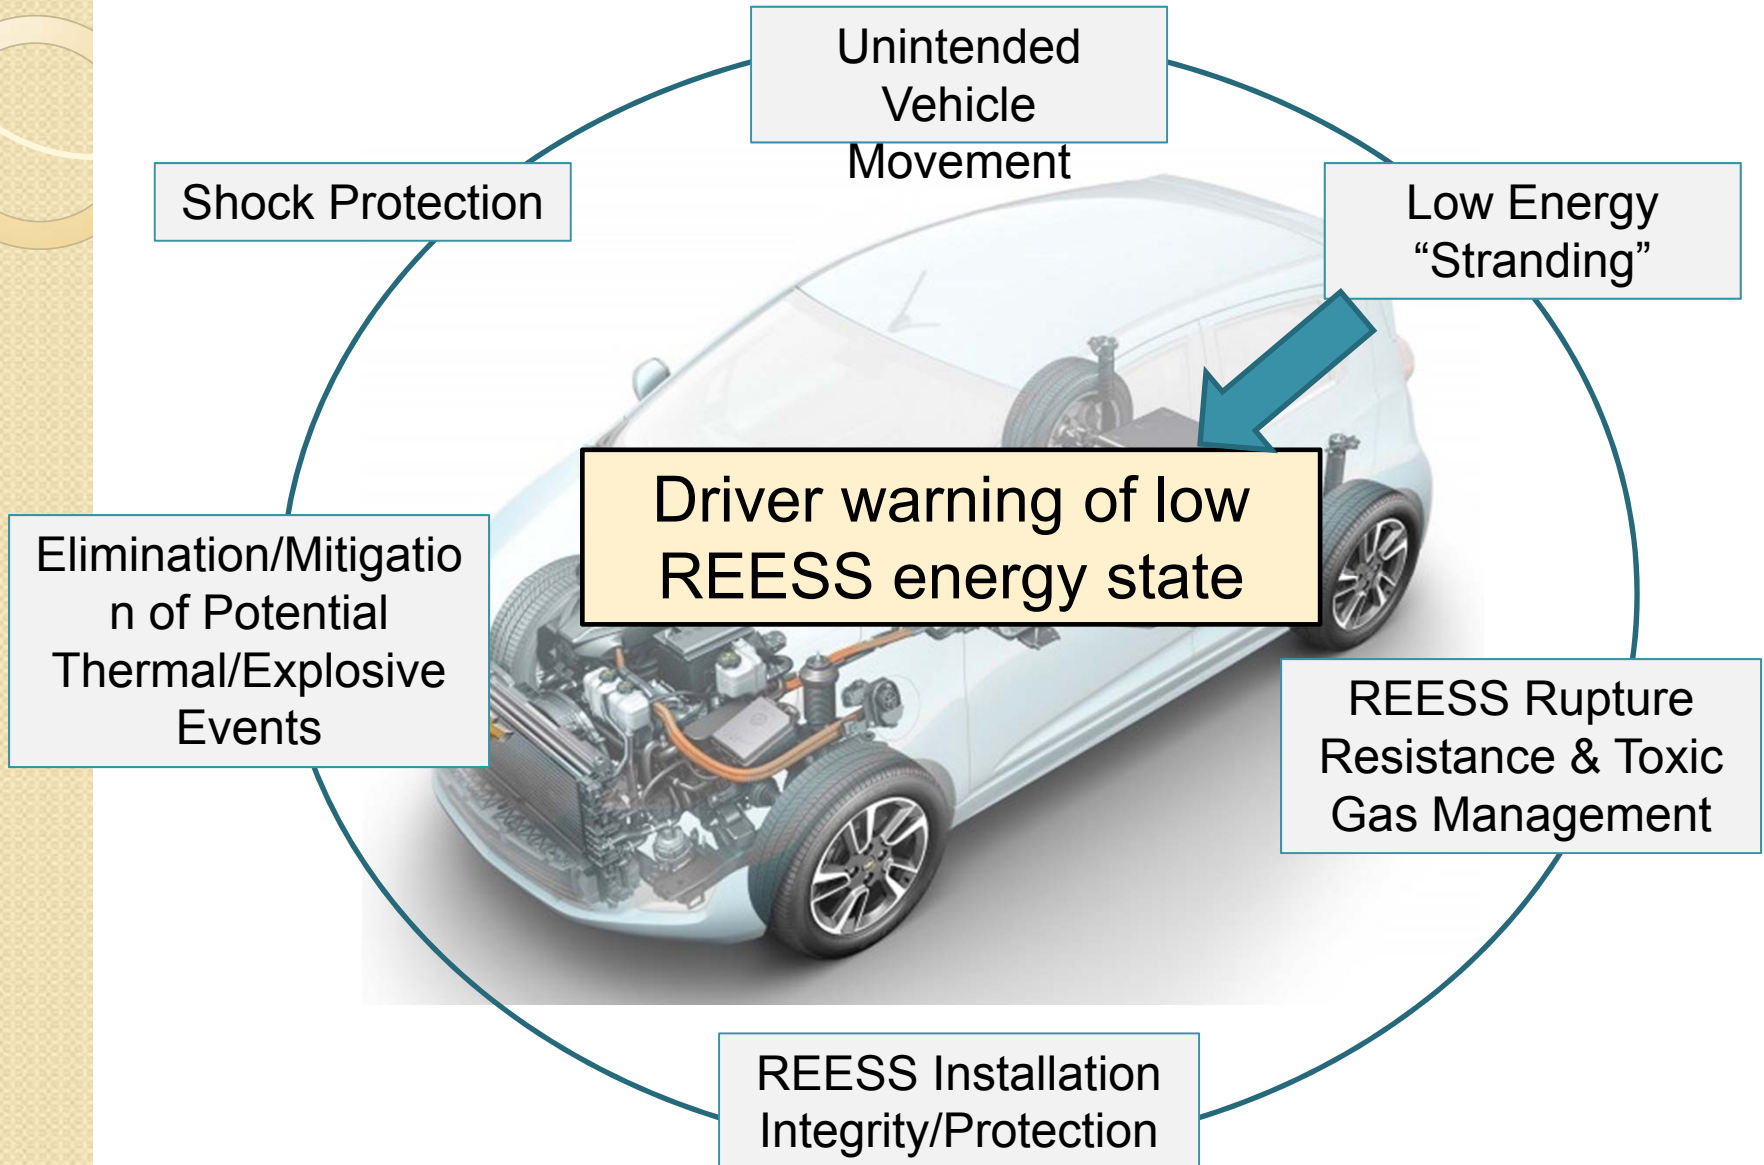 Unintended
Vehicle
Movement
Shock Protection
Low Energy
“Stranding”
Driver warning of low
REESS energy state
Elimination/Mitigatio
n of Potential
Thermal/Explosive
Events
REESS Rupture
Resistance & Toxic
Gas Management
REESS Installation
Integrity/Protection